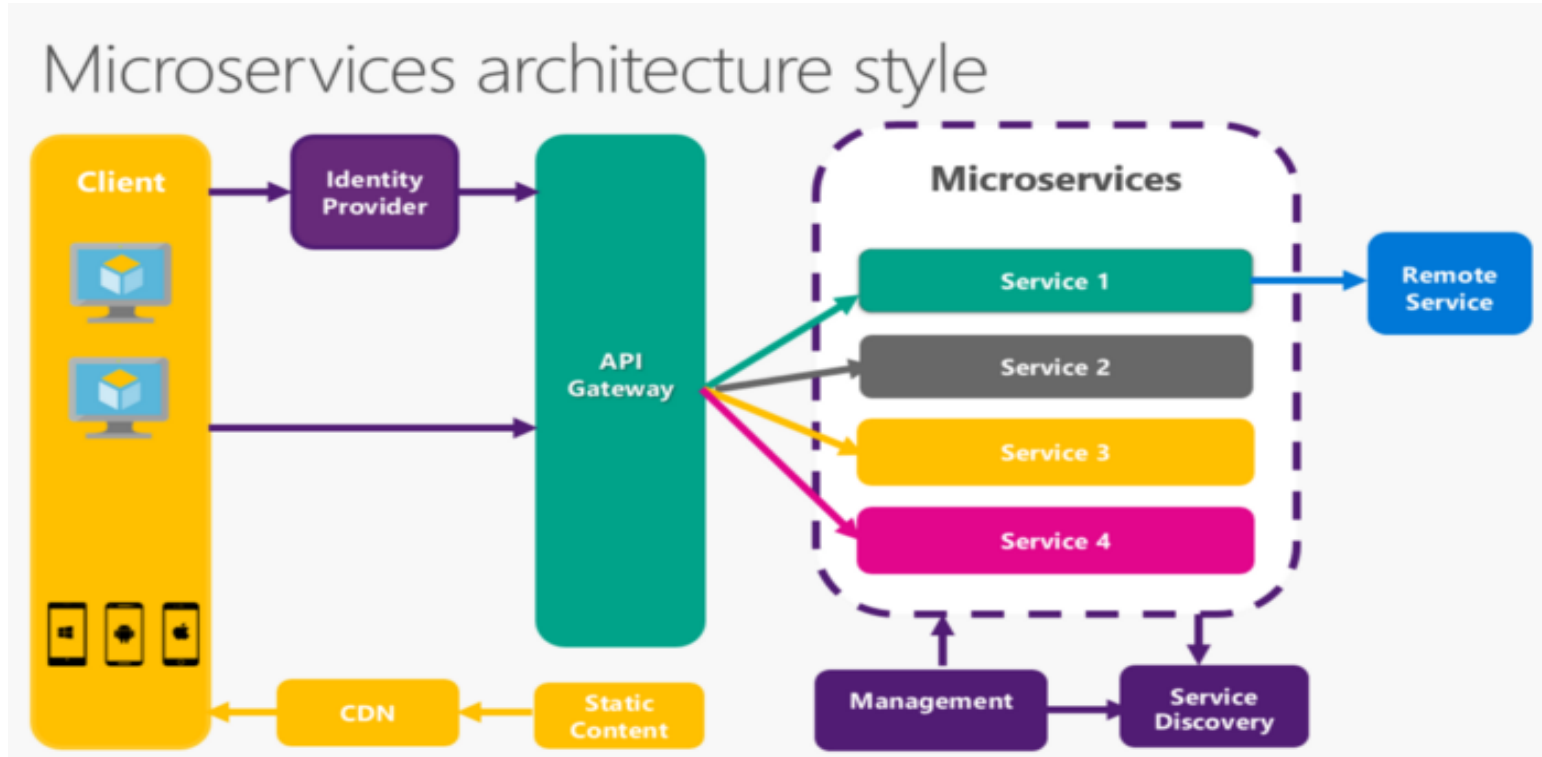 Microservices architecture style
Client
Identity
Provider
API
Gateway
Microservices
Service 1
Service 2
Service 3
Service 4
Remote
Service
CDN
Static
Content
Management
Service
Discovery